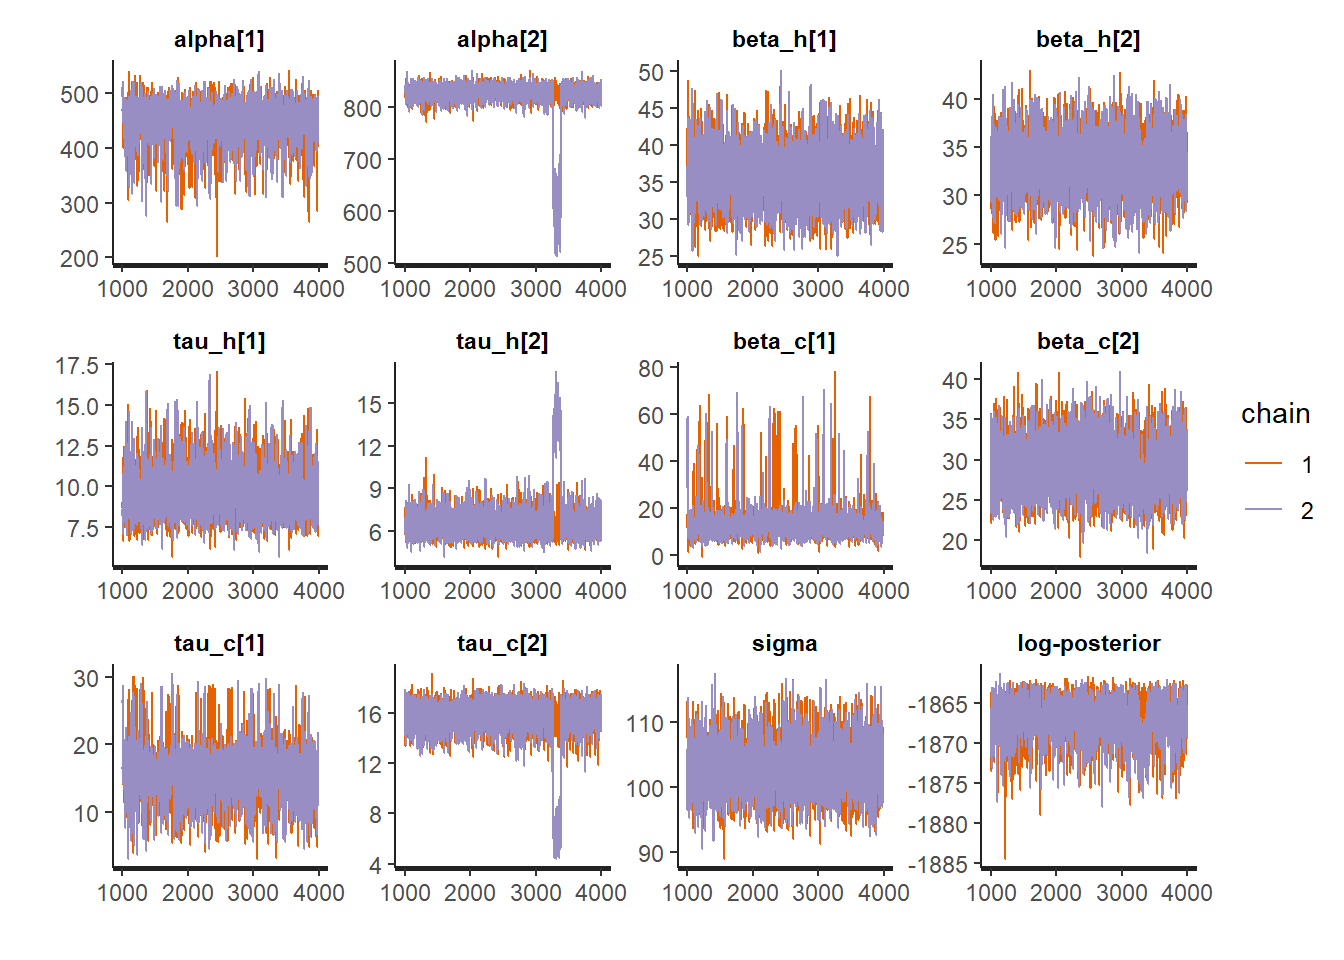 alpha[1] alpha[2] beta_h[1] beta_h[2]
500 400 300 200
800 700 600 500
50 45 40 35 30 25
40 35 30 25
1000 2000 3000 4000 1000 2000 3000 4000 1000 2000 3000 4000 1000 2000 3000 4000
tau_h[1] tau_h[2] beta_c[1] beta_c[2]
17.5 15.0 12.5 10.0 7.5
15 12 9 6
80 60 40 20 0
40 35 30 25 20
1000 2000 3000 4000 1000 2000 3000 4000 1000 2000 3000 4000 1000 2000 3000 4000
tau_c[1] tau_c[2] sigma log-posterior
30 20 10
16 12 8 4
110 100 90
-1865 -1870 -1875 -1880 -1885
1000 2000 3000 4000 1000 2000 3000 4000 1000 2000 3000 4000 1000 2000 3000 4000
chain
1
2